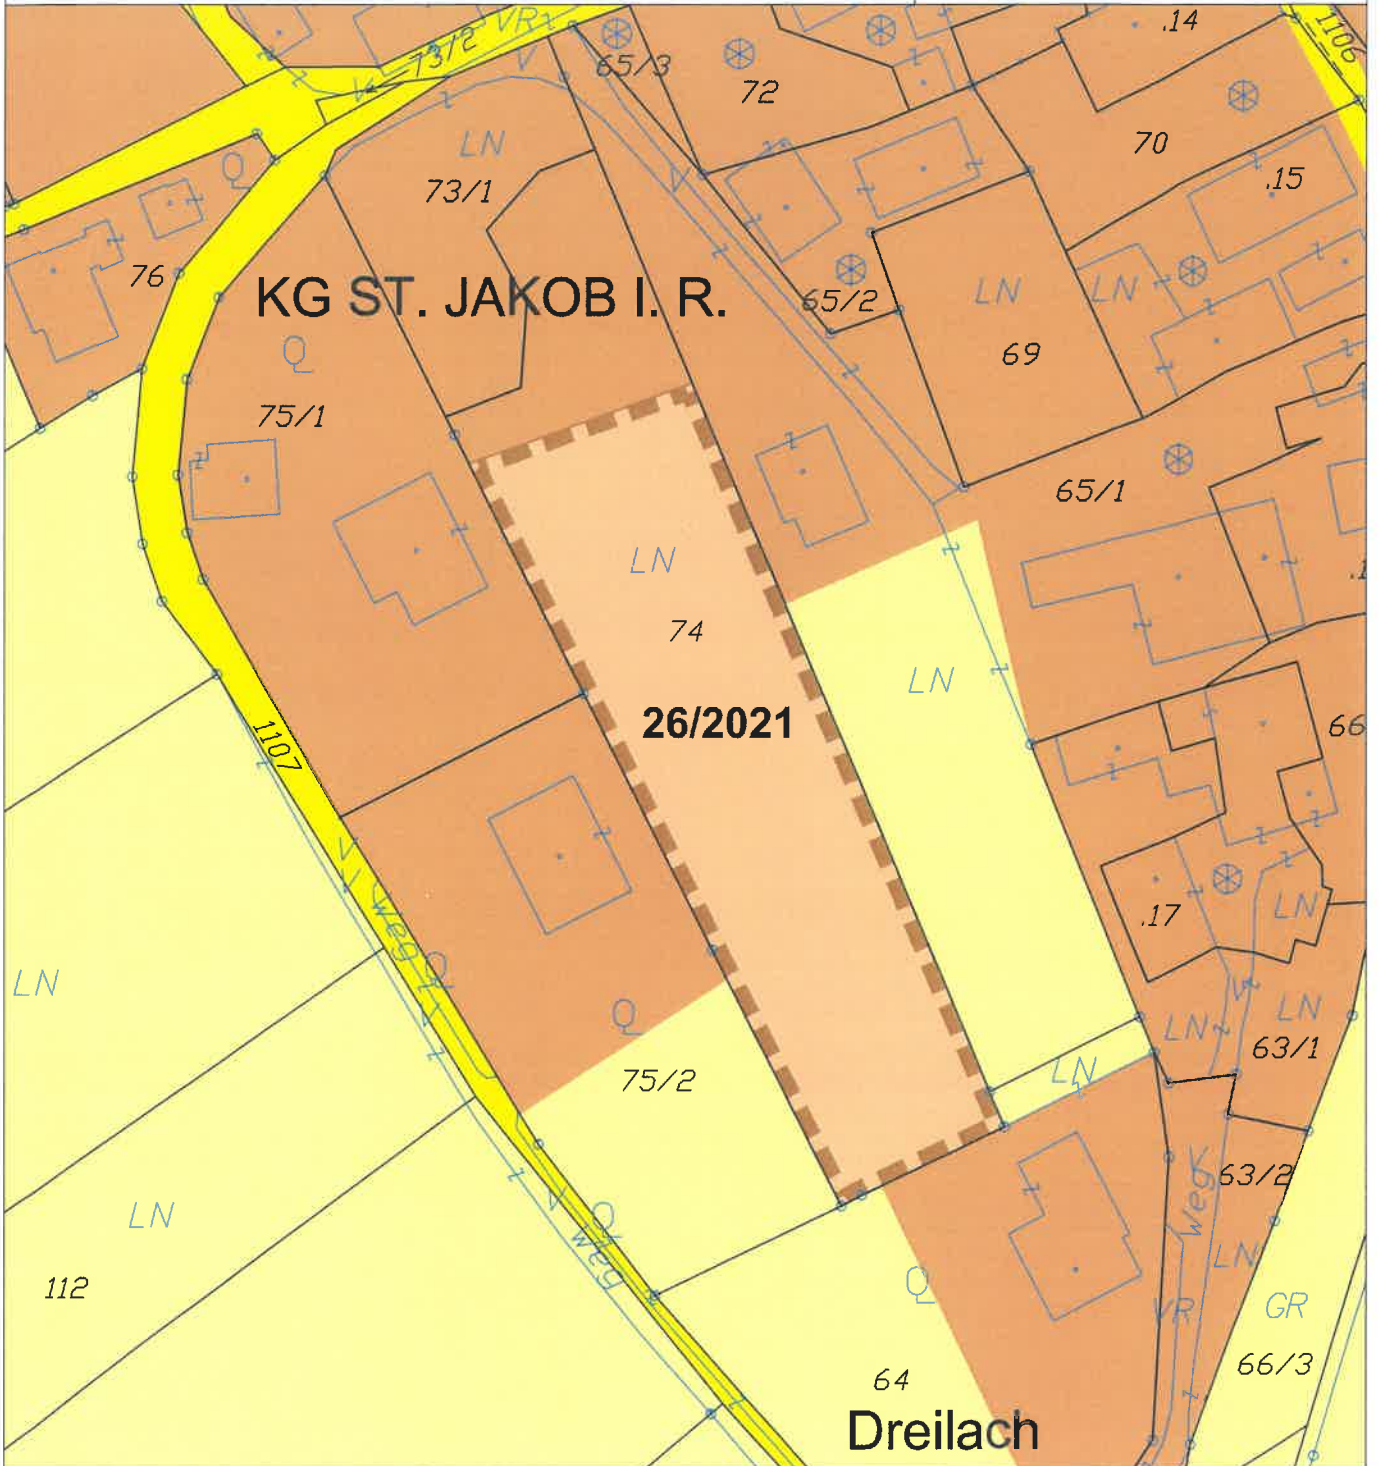 VR
.14
1106
73/2
V
V
65/3
72
LN
70
Q
73/1
V
.15
76
KG ST. JAKOB I. R.
65/2
LN
LN
Q
69
75/1
65/1
LN
74
LN
26/2021
66
1107
V
V
Q
Weg
.17
LN
Q
LN
V
Q
V
LN
LN
63/1
75/2
LN
V
63/2
LN
V
Q
Weg
Weg
LN
112
Q
VR
GR
66/3
64
Dreilach